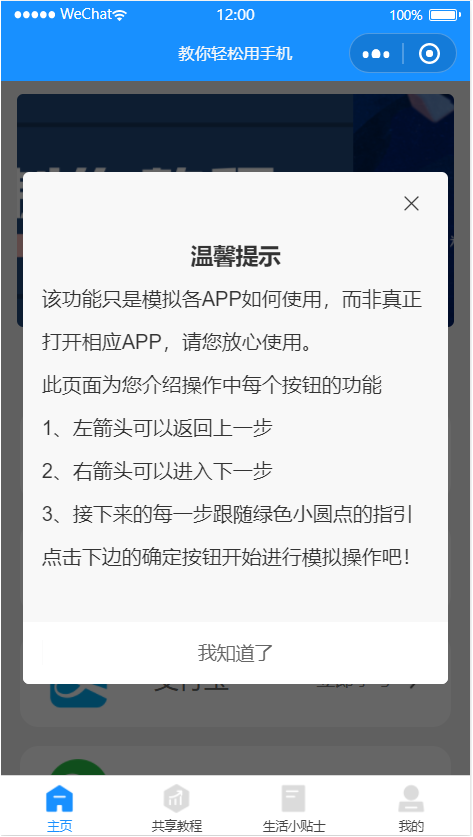 WeChat 12:00 100%
教你轻松用手机
温馨提示
该功能只是模拟各APP如何使用，而非真正
打开相应APP，请您放心使用。
此页面为您介绍操作中每个按钮的功能
1、左箭头可以返回上一步
2、右箭头可以进入下一步
3、接下来的每一步跟随绿色小圆点的指引
点击下边的确定按钮开始进行模拟操作吧！
我知道了
支付宝
主页 共享教程 生活小贴士 我的